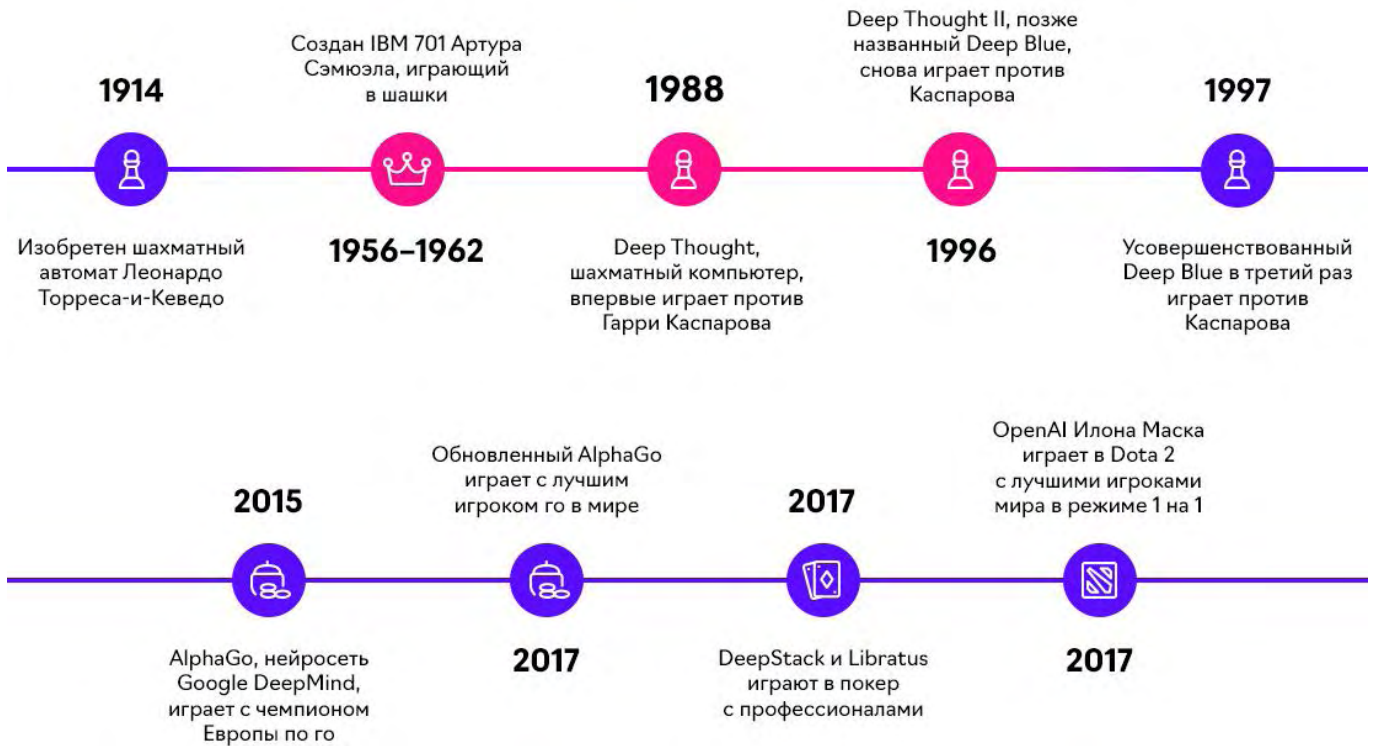 1914
Изобретен шахматный
автомат Леонардо
Торреса-и-Кеведо
Создан IBM 701 Артура
Сэмюэла, играющий
в шашки
1956–1962
1988
Deep Thought,
шахматный компьютер,
впервые играет против
Гарри Каспарова
Deep Thought II, позже
названный Deep Blue,
снова играет против
Каспарова
1996
1997
Усовершенствованный
Deep Blue в третий раз
играет против
Каспарова
2015
AlphaGo, нейросеть
Google DeepMind,
играет с чемпионом
Европы по го
Обновленный AlphaGo
играет с лучшим
игроком го в мире
2017
2017
DeepStack и Libratus
играют в покер
с профессионалами
OpenAI Илона Маска
играет в Dota 2
с лучшими игроками
мира в режиме 1 на 1
2017